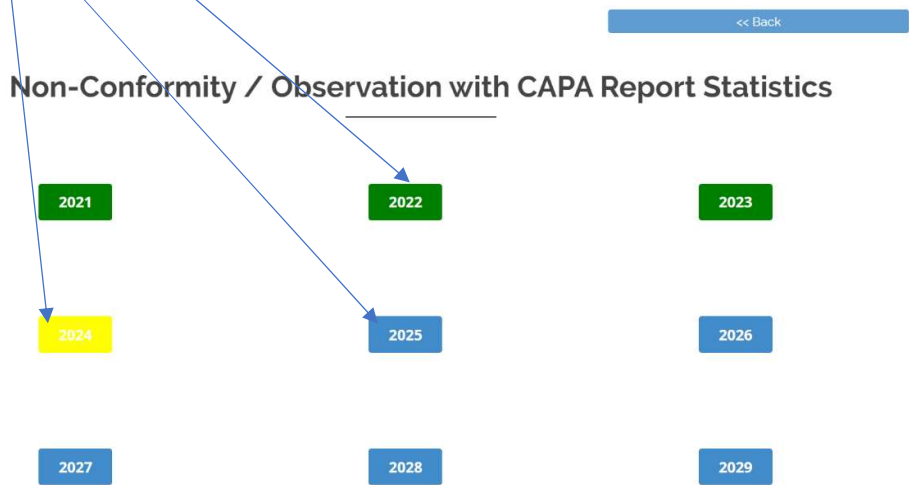 << Back
Non-Conformity / Observation with CAPA Report Statistics
2021 2022 2023
2024 2025 2026
2027 2028 2029